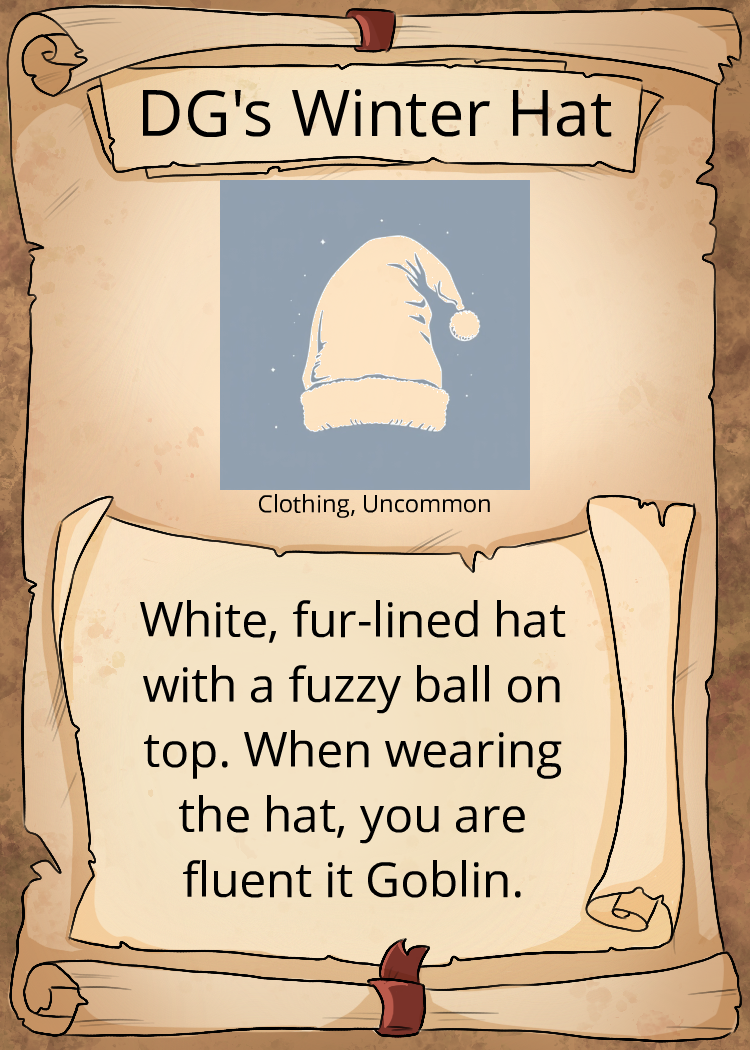 DG's Winter Hat
Clothing, Uncommon
White, fur-lined hat
with a fuzzy ball on
top. When wearing
the hat, you are
fluent it Goblin.